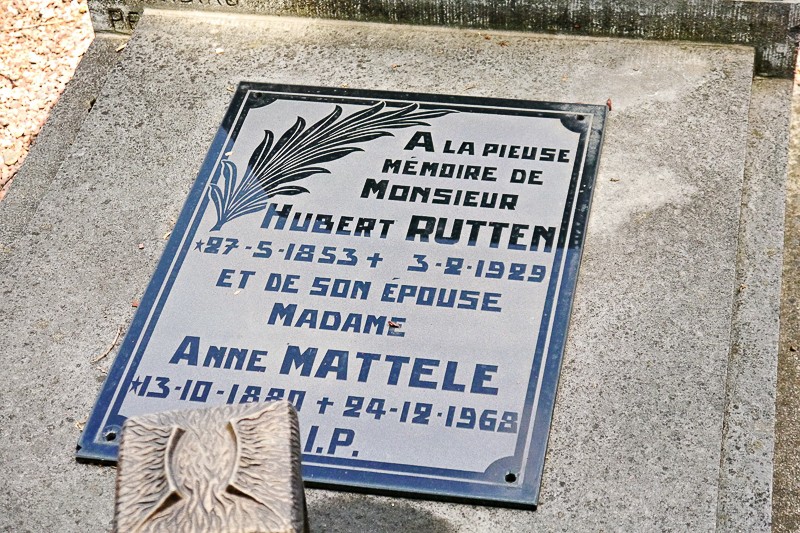 A LA PIEUSE
MÉMOIRE DE
MONSIEUR
HUBERT RUTTEN
*27-5-1853 + 3-2-1929
ET DE SON ÉPOUSE
MADAME
ANNE MATTELE
*13-10-1880 + 24-12-1968
I.P.